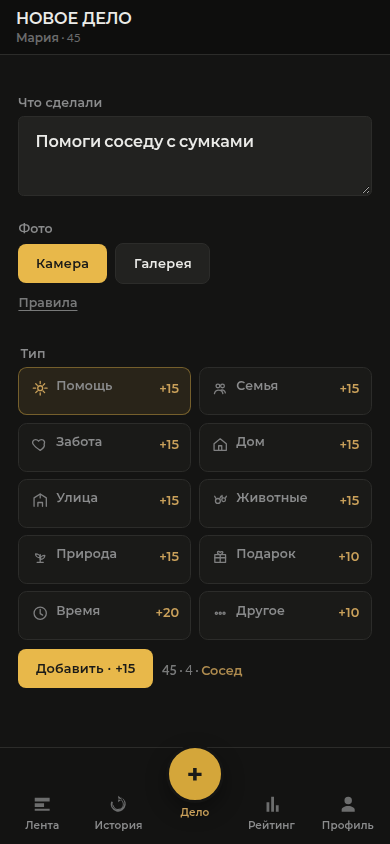 НОВОЕ ДЕЛО
Мария · 45
Что сделали
Помоги соседу с сумками
Фото
Камера
Галерея
Правила
Тип
Помощь +15
Семья +15
Забота +15
Дом +15
Улица +15
Животные +15
Природа +15
Подарок +10
Время +20
Другое +10
Добавить · +15
45 · 4 · Сосед
Лента
История
Дело
Рейтинг
Профиль